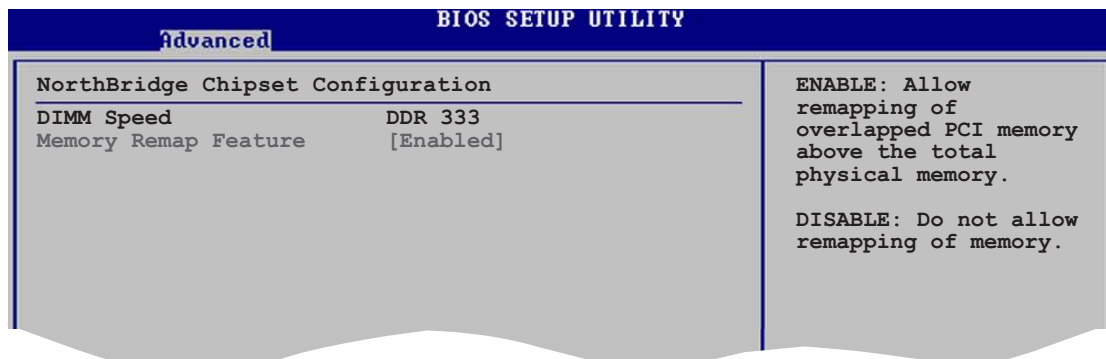 BIOS SETUP UTILITY
Advanced
NorthBridge Chipset Configuration
DIMM Speed DDR 333
Memory Remap Feature [Enabled]
ENABLE: Allow
remapping of
overlapped PCI memory
above the total
physical memory.
DISABLE: Do not allow
remapping of memory.